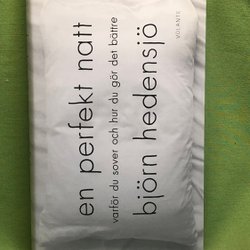 en perfekt natt
varför du sover och hur du gör det bättre
björn hedensjö
VOLANTE